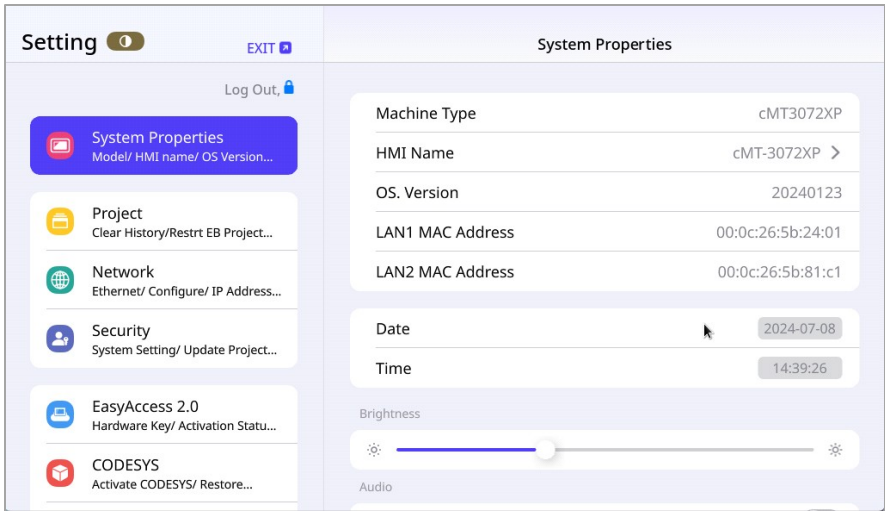 Setting
EXIT
Log Out,
System Properties
Model/ HMI name/ OS Version...
Project
Clear History/Restrt EB Project...
Network
Ethernet/ Configure/ IP Address...
Security
System Setting/ Update Project...
EasyAccess 2.0
Hardware Key/ Activation Statu...
CODESYS
Activate CODESYS/ Restore...
System Properties
Machine Type cMT3072XP
HMI Name cMT-3072XP
OS. Version 20240123
LAN1 MAC Address 00:0c:26:5b:24:01
LAN2 MAC Address 00:0c:26:5b:81:c1
Date 2024-07-08
Time 14:39:26
Brightness
Audio